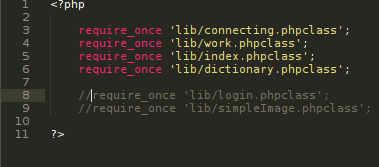 1 <?php
2
3 require_once 'lib/connecting.phpclass';
4 require_once 'lib/work.phpclass';
5 require_once 'lib/index.phpclass';
6 require_once 'lib/dictionary.phpclass';
7
8 //require_once 'lib/login.phpclass';
9 //require_once 'lib/simpleImage.phpclass';
10
11 ?>